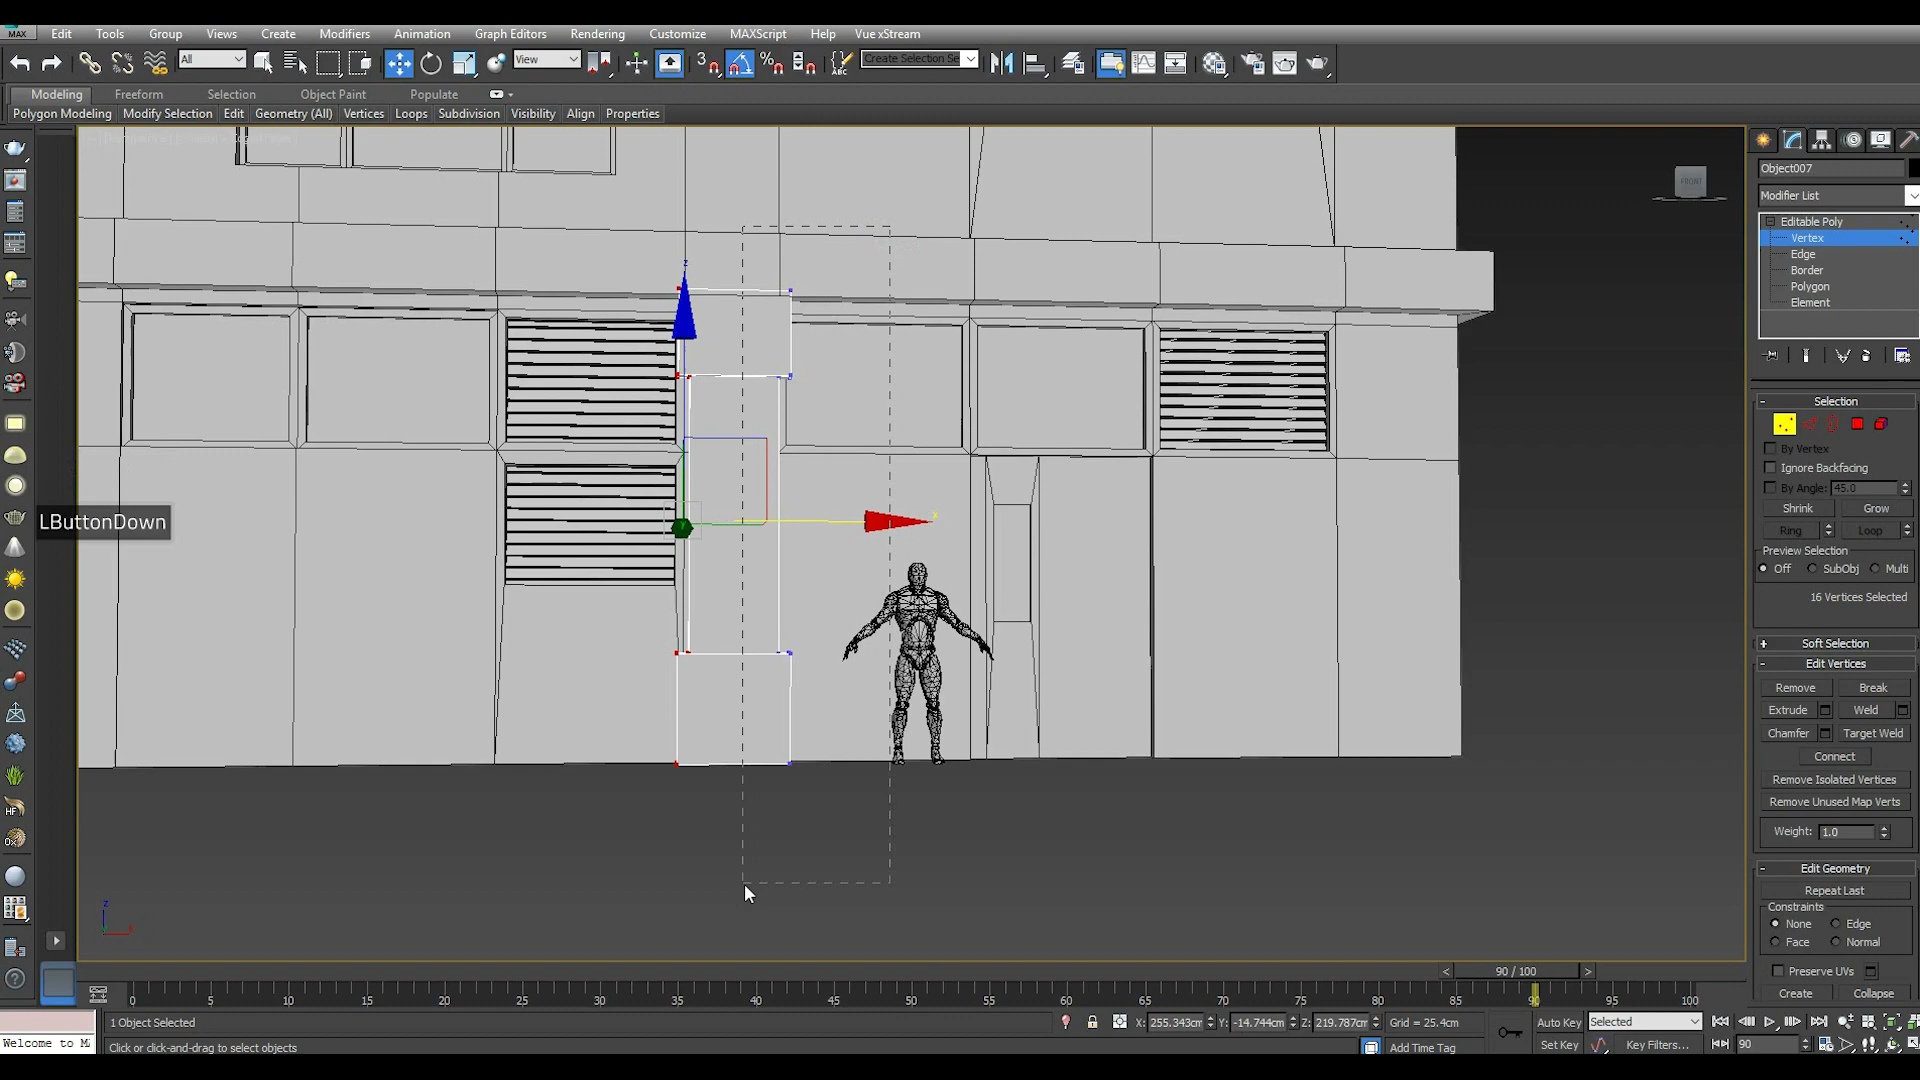 MAX
Edit Tools Group Views Create Modifiers Animation Graph Editors Rendering Customize MAXScript Help Vue xStream
All View 3 Create Selection Se
Modeling Freeform Selection Object Paint Populate
Polygon Modeling Modify Selection Edit Geometry (All) Vertices Loops Subdivision Visibility Align Properties
FRONT
Object007
Modifier List
Editable Poly
Vertex
Edge
Border
Polygon
Element
z
x
LButtonDown
Selection
By Vertex
Ignore Backfacing
By Angle: 45.0
Shrink Grow
Ring Loop
Preview Selection
Off SubObj Multi
16 Vertices Selected
Soft Selection
Edit Vertices
Remove Break
Extrude Weld
Chamfer Target Weld
Connect
Remove Isolated Vertices
Remove Unused Map Verts
Weight: 1.0
Edit Geometry
Repeat Last
Constraints
None Edge
Face Normal
Preserve UVs
Create Collapse
z
x
< 90 / 100 >
0 5 10 15 20 25 30 35 40 45 50 55 60 65 70 75 80 85 90 95 100
1 Object Selected X: 255.343cm Y: -14.744cm Z: 219.787cm Grid = 25.4cm Auto Key Selected
Welcome to MA
Click or click-and-drag to select objects Add Time Tag Set Key Key Filters... 90